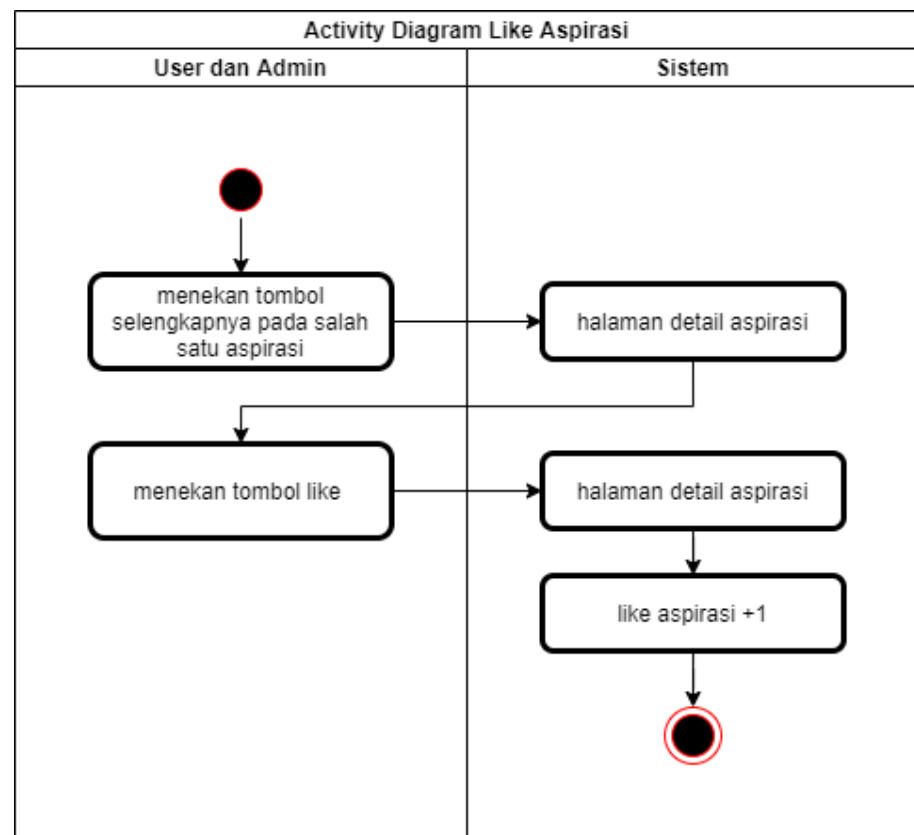 Activity Diagram Like Aspirasi
User dan Admin
Sistem
menekan tombol
selengkapnya pada salah
satu aspirasi
halaman detail aspirasi
menekan tombol like
halaman detail aspirasi
like aspirasi +1